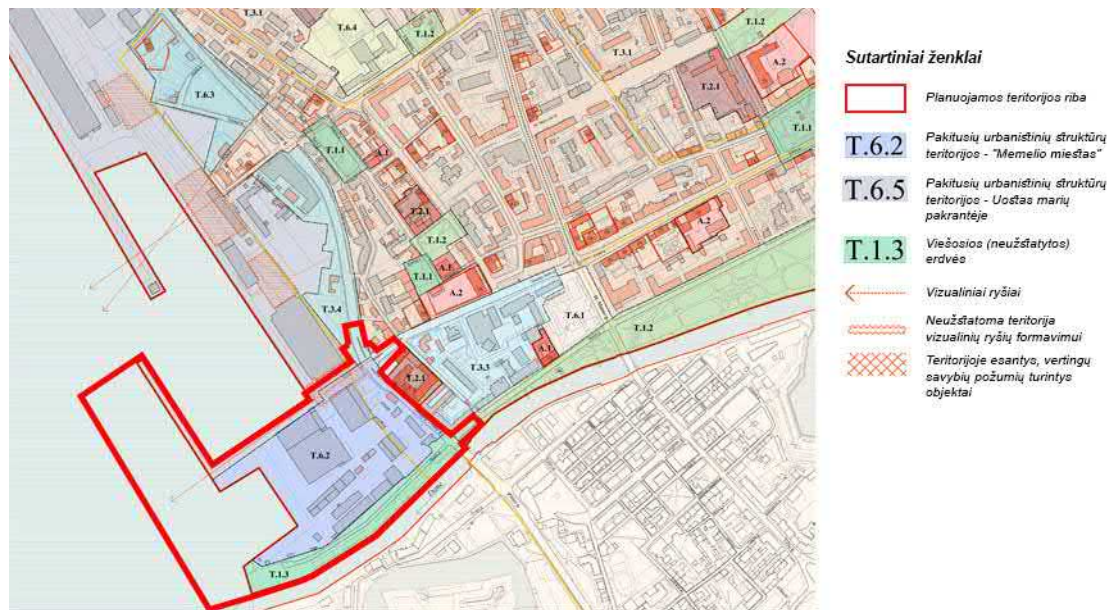 T.3.1
T.6.4
T.1.2
T.1.2
T.3.1
A.2
T.6.3
T.2.1
T.1.1
T.1.1
A.1
T.2.1
T.1.2
A.2
A.1
T.1.1
A.2
T.3.4
T.6.1
T.1.2
A.1
T.3.3
T.2.1
T.6.2
T.1.3
Sutartiniai ženklai
Planuojamos teritorijos riba
T.6.2
Pakitusių urbanistinių struktūrų
teritorijos - "Memelio miestas"
T.6.5
Pakitusių urbanistinių struktūrų
teritorijos - Uostas marių
pakrantėje
T.1.3
Viešosios (neužstatytos)
erdvės
Vizualiniai ryšiai
Neužstatoma teritorija
vizualinių ryšių formavimui
Teritorijoje esantys, vertingų
savybių požymių turintys
objektai